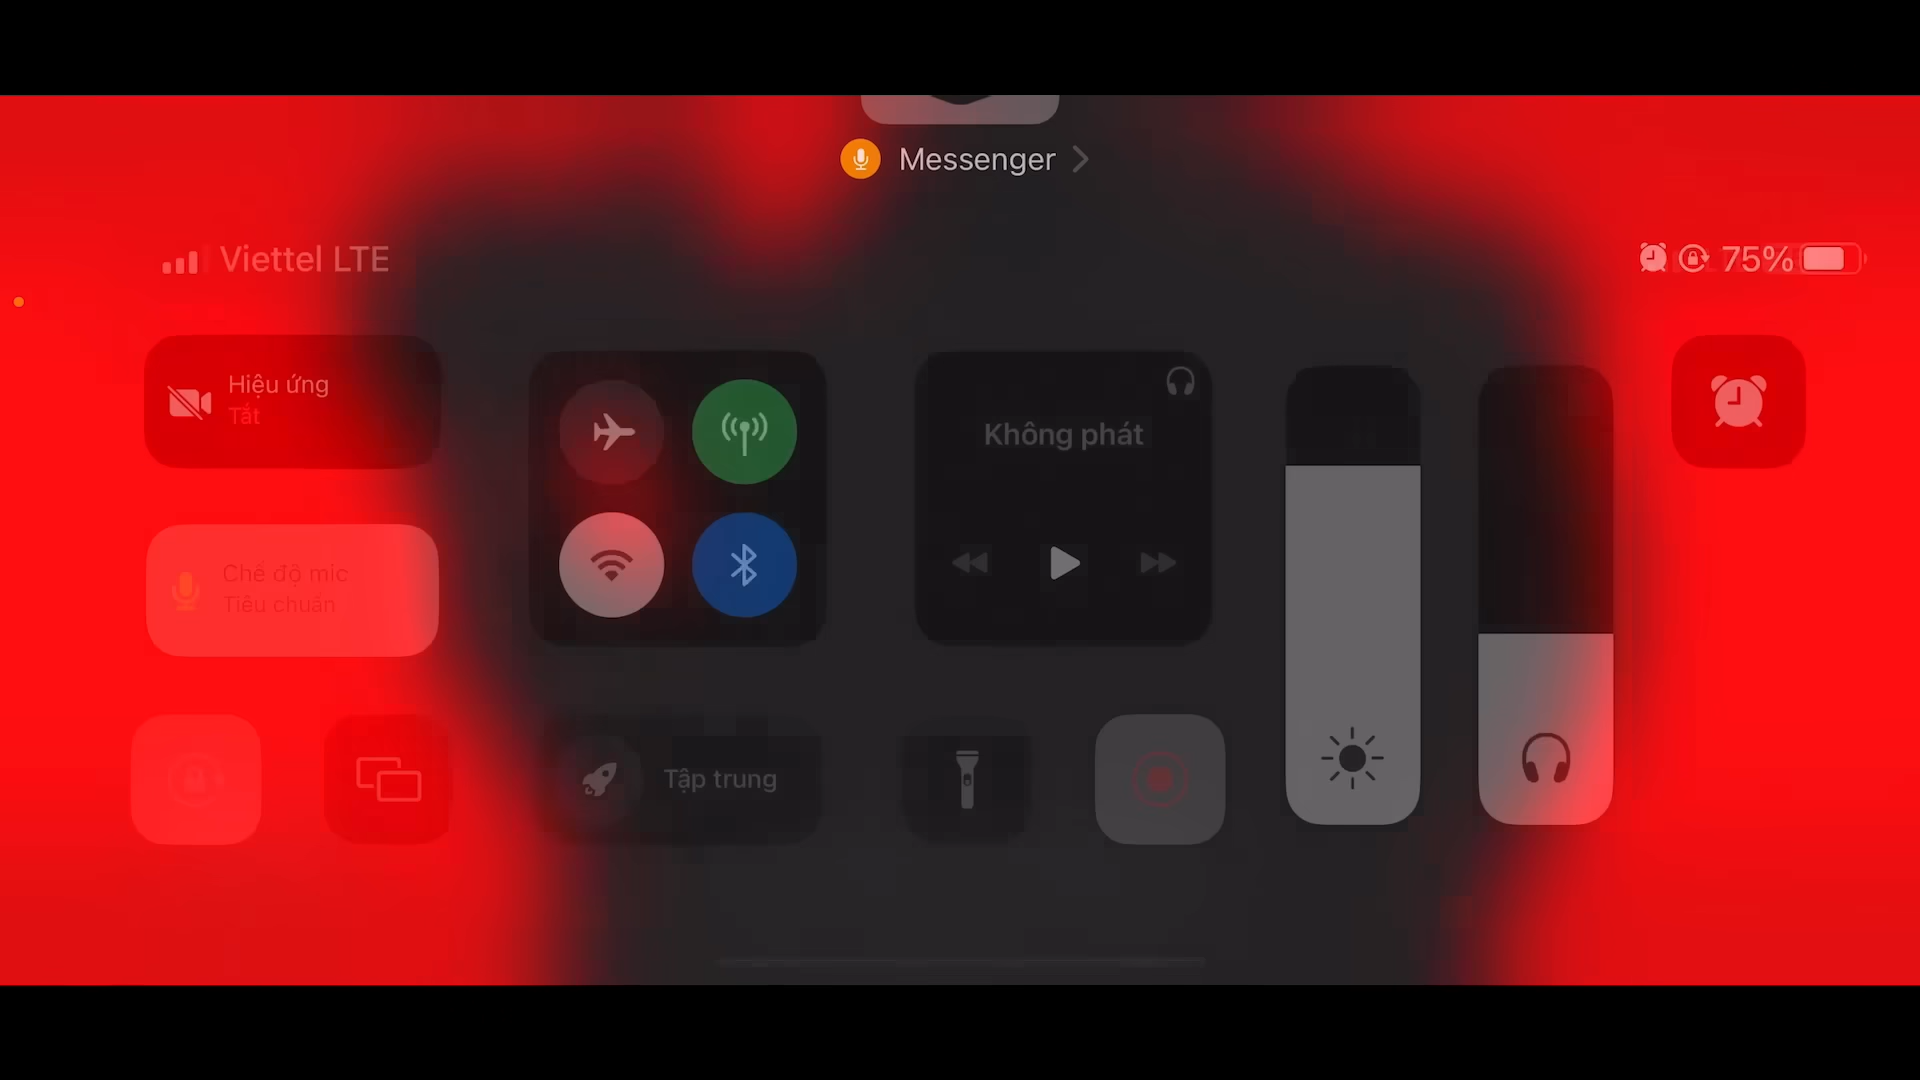 Messenger
Viettel LTE
75%
Hiệu ứng
Tắt
Không phát
Chế độ mic
Tiêu chuẩn
Tập trung